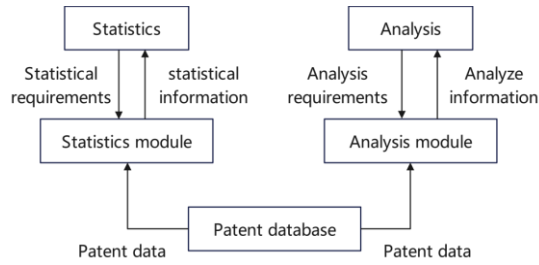 Statistics
Analysis
Statistical
requirements
statistical
information
Analysis
requirements
Analyze
information
Statistics module
Analysis module
Patent database
Patent data
Patent data